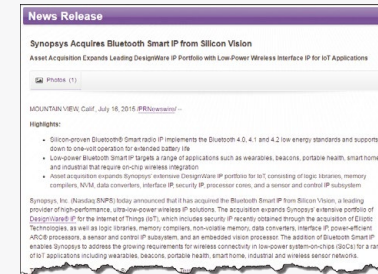 News Release
Synopsys Acquires Bluetooth Smart IP from Silicon Vision
Asset Acquisition Expands Leading DesignWare IP Portfolio with Low-Power Wireless Interface IP for IoT Applications
Photos (1)
MOUNTAIN VIEW, Calif., July 16, 2015 /PRNewswire/ --
Highlights:
Silicon-proven Bluetooth® Smart radio IP implements the Bluetooth 4.0, 4.1 and 4.2 low energy standards and supports
down to one-volt operation for extended battery life
Low-power Bluetooth Smart IP targets a range of applications such as wearables, beacons, portable health, smart home
and industrial that require on-chip wireless integration
Asset acquisition expands Synopsys' extensive DesignWare IP portfolio for IoT, consisting of logic libraries, memory
compilers, NVM, data converters, interface IP, security IP, processor cores, and a sensor and control IP subsystem
Synopsys, Inc. (Nasdaq:SNPS) today announced that it has acquired the Bluetooth Smart IP from Silicon Vision, a leading
provider of high-performance, ultra-low-power wireless IP solutions. The acquisition expands Synopsys' extensive portfolio of
DesignWare® IP for the Internet of Things (IoT), which includes security IP recently obtained through the acquisition of Elliptic
Technologies, as well as logic libraries, memory compilers, non-volatile memory, data converters, interface IP, power-efficient
ARC® processors, a sensor and control IP subsystem, and an embedded vision processor. The addition of Bluetooth Smart IP
enables Synopsys to address the growing requirements for wireless connectivity in low-power system-on-chips (SoCs) for a ran
of IoT applications including wearables, beacons, portable health, smart home, industrial and wireless sensor networks.